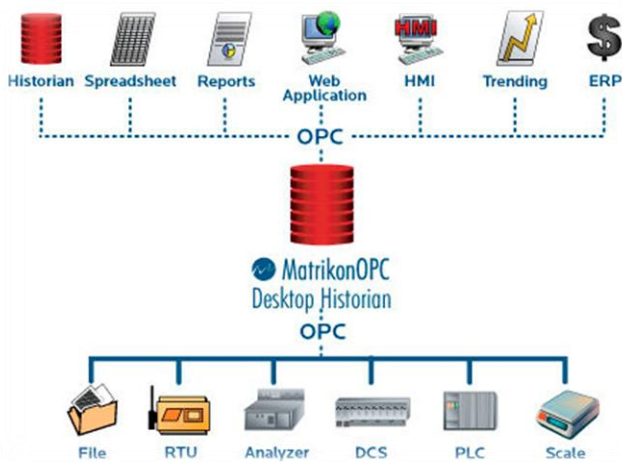 Historian Spreadsheet Reports Web Application HMI HMI Trending $ ERP
OPC
MatrikonOPC
Desktop Historian
OPC
File RTU Analyzer DCS PLC Scale